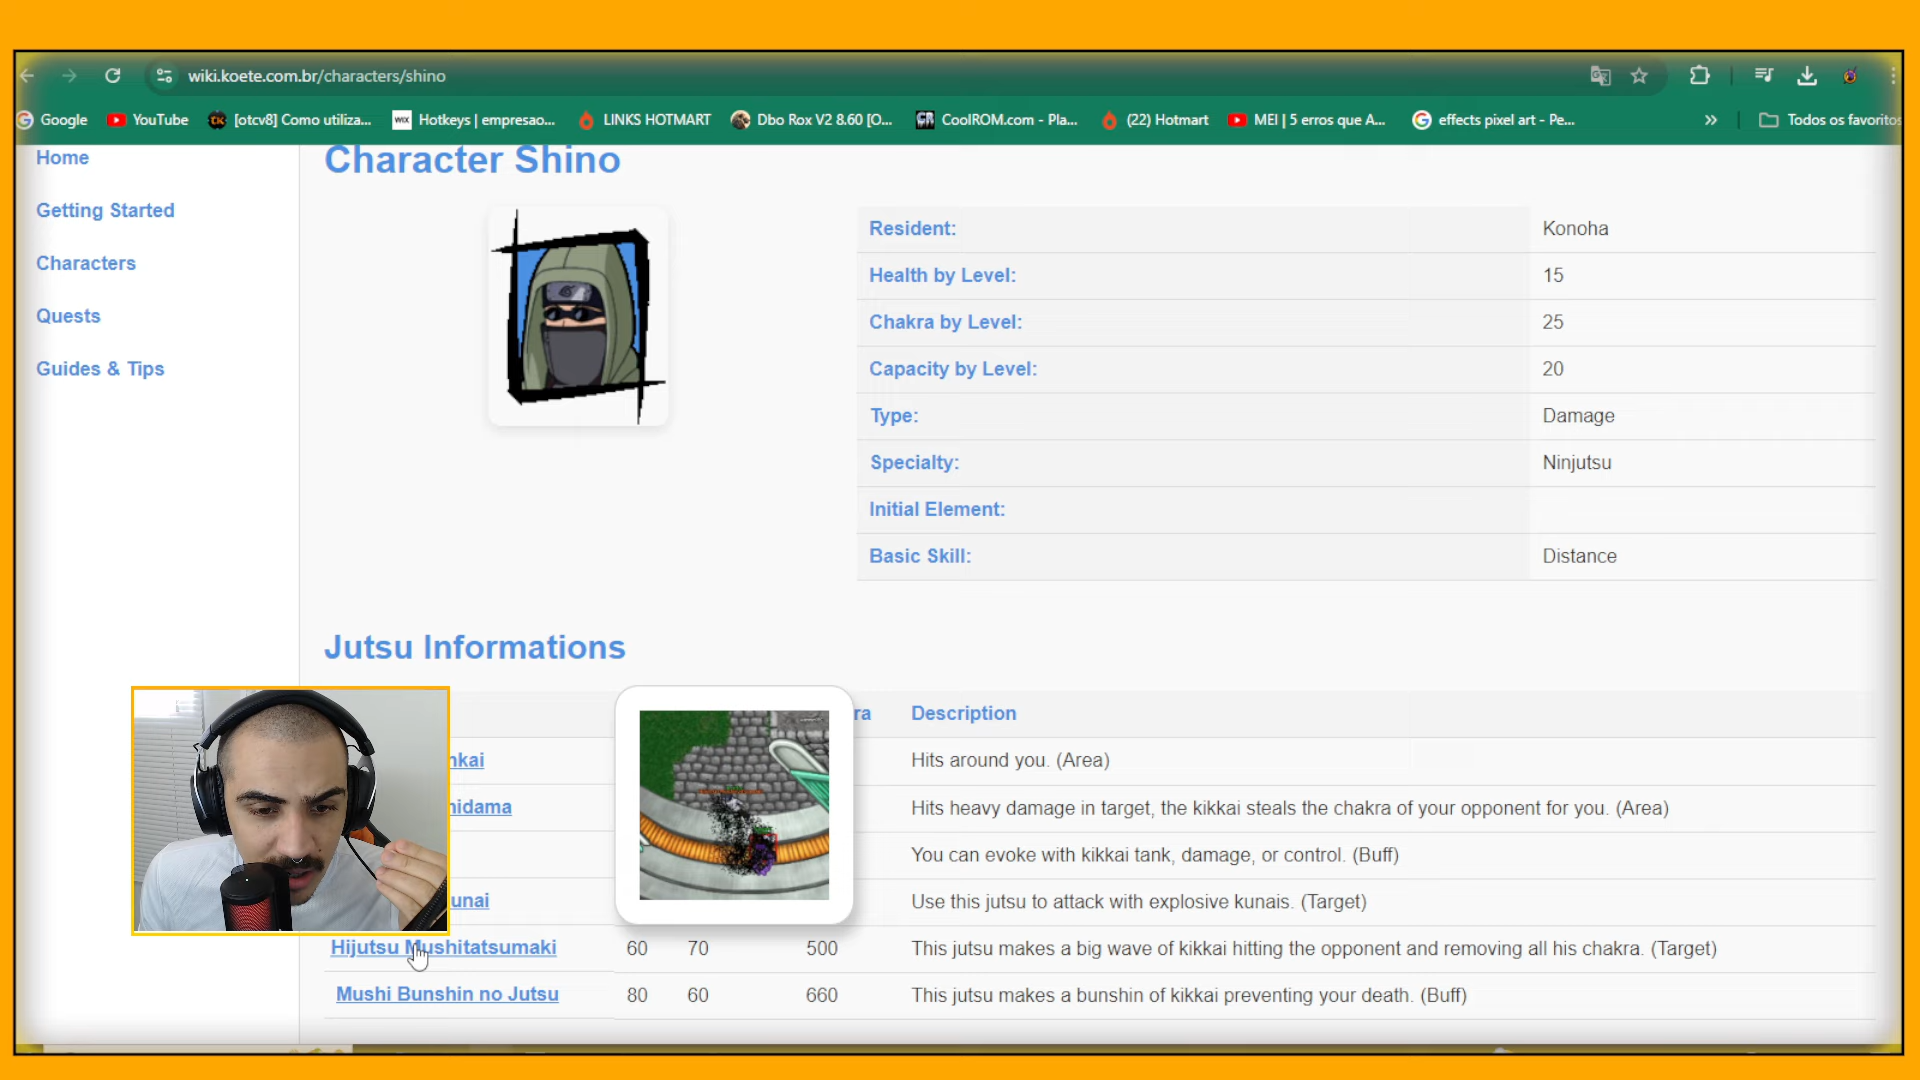 wiki.koete.com.br/characters/shino
Google YouTube [otcv8] Como utiliza... WIX Hotkeys | empresao... LINKS HOTMART Dbo Rox V2 8.60 [O... CR CoolROM.com - Pla... (22) Hotmart MEI | 5 erros que A... effects pixel art - Pe... » Todos os favoritos
Home
Getting Started
Characters
Quests
Guides & Tips
Character Shino
Resident: Konoha
Health by Level: 15
Chakra by Level: 25
Capacity by Level: 20
Type: Damage
Specialty: Ninjutsu
Initial Element:
Basic Skill: Distance
Jutsu Informations
ra Description
nkai Hits around you. (Area)
hidama Hits heavy damage in target, the kikkai steals the chakra of your opponent for you. (Area)
You can evoke with kikkai tank, damage, or control. (Buff)
unai Use this jutsu to attack with explosive kunais. (Target)
Hijutsu Mushitatsumaki 60 70 500 This jutsu makes a big wave of kikkai hitting the opponent and removing all his chakra. (Target)
Mushi Bunshin no Jutsu 80 60 660 This jutsu makes a bunshin of kikkai preventing your death. (Buff)